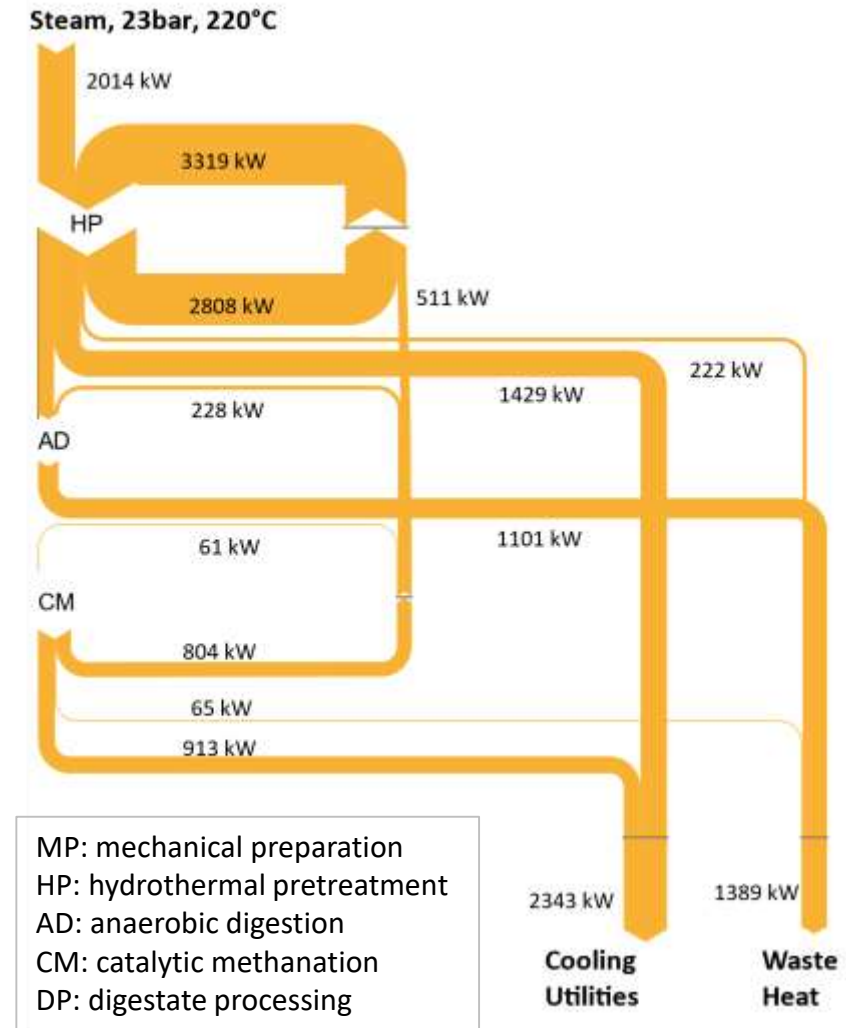 Steam, 23bar, 220°C
2014 kW
3319 kW
HP
2808 kW
511 kW
222 kW
1429 kW
228 kW
AD
1101 kW
61 kW
CM
804 kW
65 kW
913 kW
MP: mechanical preparation
HP: hydrothermal pretreatment
AD: anaerobic digestion
CM: catalytic methanation
DP: digestate processing
2343 kW
1389 kW
Cooling
Utilities
Waste
Heat